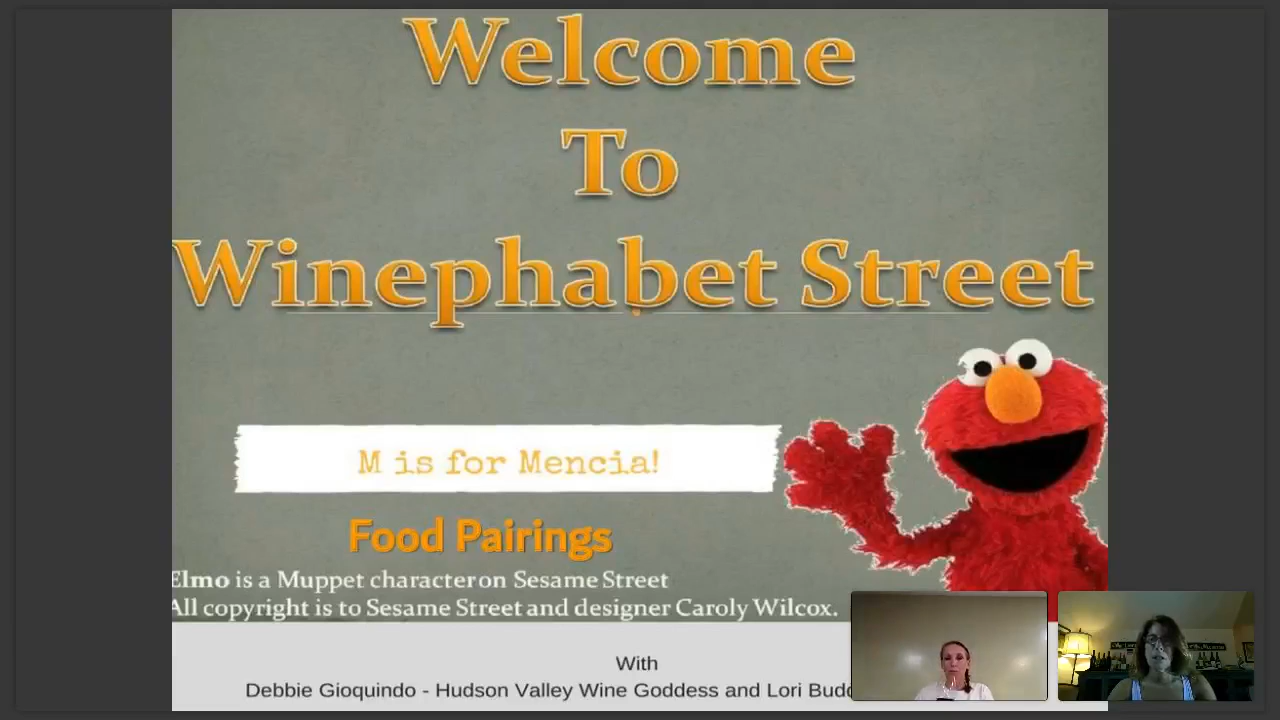 Welcome
To
Winephabet Street
M is for Mencia!
Food Pairings
Elmo is a Muppet character on Sesame Street
All copyright is to Sesame Street and designer Caroly Wilcox.
With
Debbie Gioquindo - Hudson Valley Wine Goddess and Lori Budd